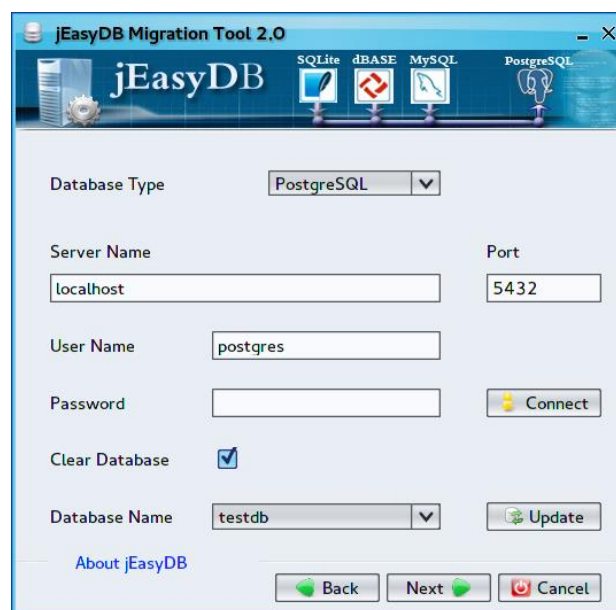 jEasyDB Migration Tool 2.0
jEasyDB
SQLite dBASE MySQL PostgreSQL
Database Type PostgreSQL
Server Name Port
localhost 5432
User Name postgres
Password Connect
Clear Database
Database Name testdb Update
About jEasyDB
Back Next Cancel